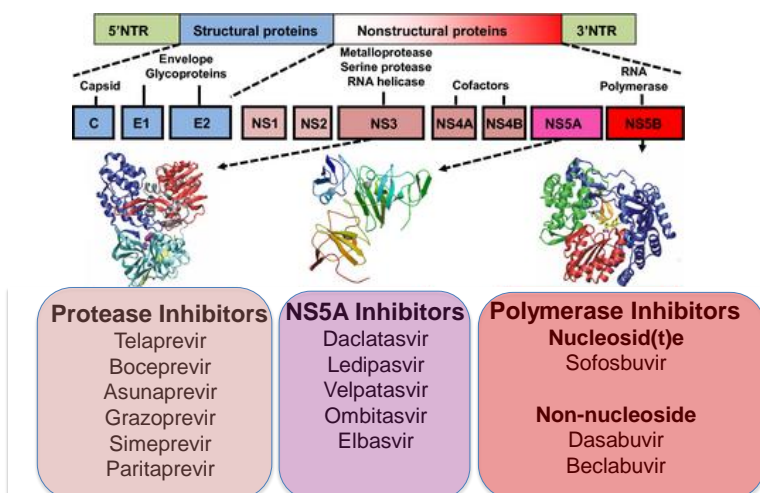 5'NTR Structural proteins Nonstructural proteins 3'NTR
Metalloprotease
Serine protease
RNA helicase
Envelope
Glycoproteins
Capsid
Cofactors
RNA
Polymerase
C E1 E2 NS1 NS2 NS3 NS4A NS4B NS5A NS5B
Protease Inhibitors
Telaprevir
Boceprevir
Asunaprevir
Grazoprevir
Simeprevir
Paritaprevir
NS5A Inhibitors
Daclatasvir
Ledipasvir
Velpatasvir
Ombitasvir
Elbasvir
Polymerase Inhibitors
Nucleosid(t)e
Sofosbuvir
Non-nucleoside
Dasabuvir
Beclabuvir